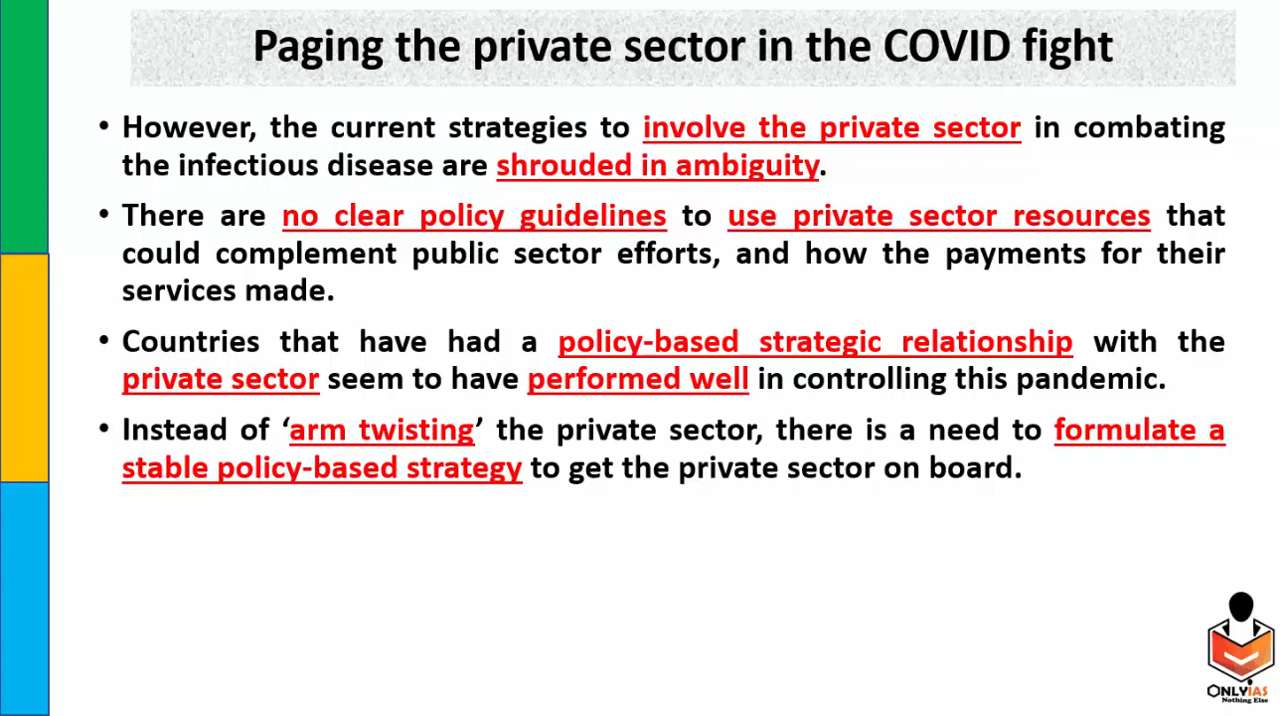 Paging the private sector in the COVID fight
• However, the current strategies to involve the private sector in combating
the infectious disease are shrouded in ambiguity.
• There are no clear policy guidelines to use private sector resources that
could complement public sector efforts, and how the payments for their
services made.
• Countries that have had a policy-based strategic relationship with the
private sector seem to have performed well in controlling this pandemic.
• Instead of ‘arm twisting’ the private sector, there is a need to formulate a
stable policy-based strategy to get the private sector on board.
ONLYIAS
Nothing Else